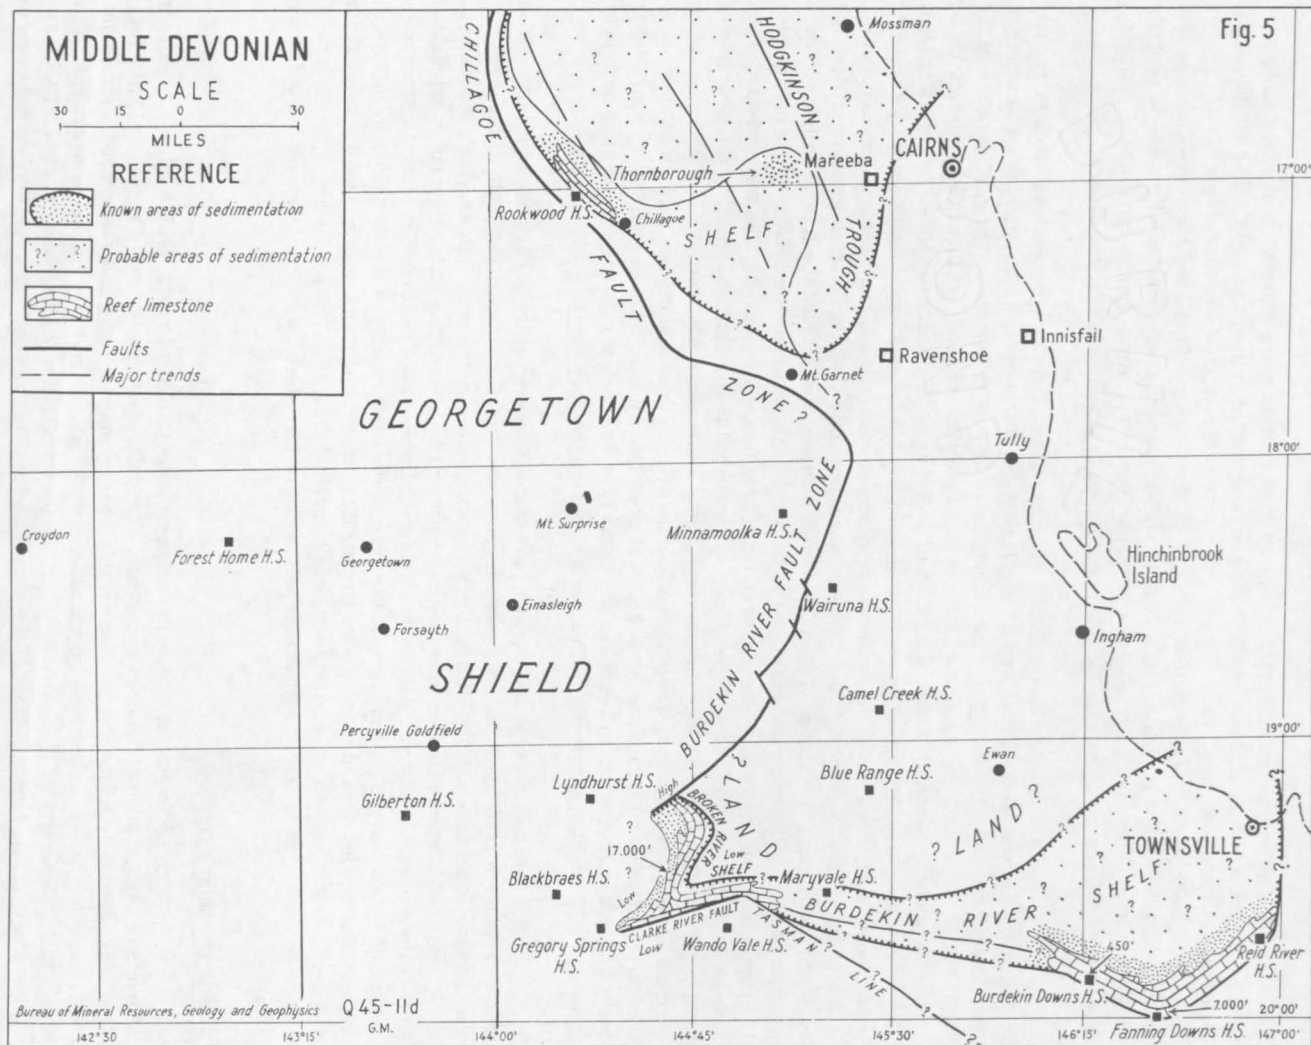 Fig. 5
MIDDLE DEVONIAN
SCALE
30 15 0 30
MILES
REFERENCE
Known areas of sedimentation
? ?
Probable areas of sedimentation
Reef limestone
Faults
Major trends
CHILLAGOE
FAULT
ZONE ?
HODGKINSON
TROUGH
SHELF
Mossman
CAIRNS
Mareeba
Thornborough
17°00'
Rookwood H.S.
Chillagoe
Innisfail
Ravenshoe
Mt. Garnet
GEORGETOWN
SHIELD
Tully
18°00'
Croydon
Forest Home H.S.
Georgetown
Mt. Surprise
Minnamoolka H.S.
Hinchinbrook
Island
Einasleigh
Forsayth
Wairuna H.S.
Ingham
BURDEKIN RIVER FAULT ZONE
Camel Creek H.S.
Percyville Goldfield
19°00'
Ewan
Blue Range H.S.
Lyndhurst H.S.
Gilberton H.S.
High
BROKEN RIVER
Low
SHELF
? LAND
? LAND ?
TOWNSVILLE
SHELF
17.000'
Low
Blackbraes H.S.
Maryvale H.S.
BURDEKIN RIVER
CLARKE RIVER FAULT
Low
Gregory Springs
H.S.
Wando Vale H.S.
TASMAN
LINE
450'
Reid River
H.S.
Burdekin Downs H.S.
7.000'
20°00'
Fanning Downs H.S.
Bureau of Mineral Resources, Geology and Geophysics
Q 45-11d
G.M.
142°30 143°15' 144°00 144°45 145°30 146°15' 147°00'